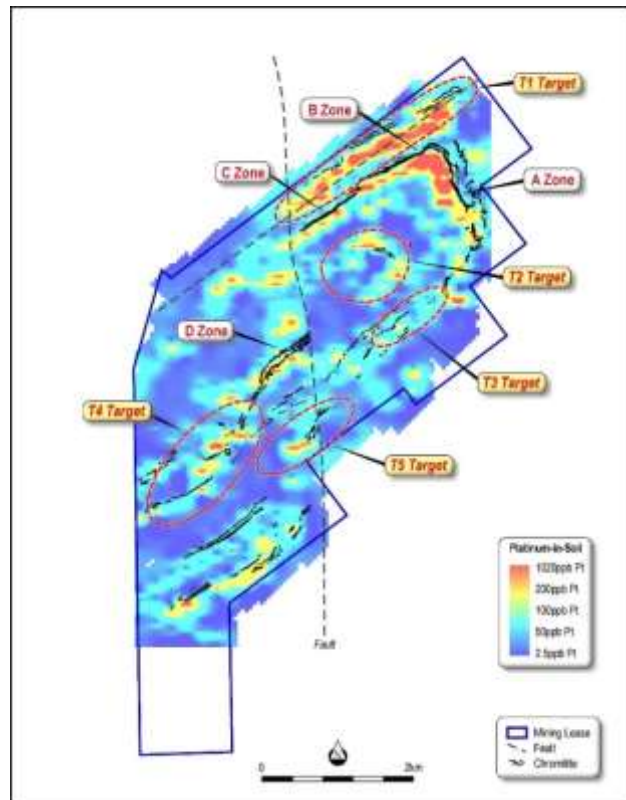 T1 Target
B Zone
C Zone
A Zone
T2 Target
D Zone
T3 Target
T4 Target
T5 Target
Platinum-in-Soil
1020ppb Pt
200ppb Pt
100ppb Pt
50ppb Pt
2.5ppb Pt
Fault
Mining Lease
Fault
Chromitite
0 2km